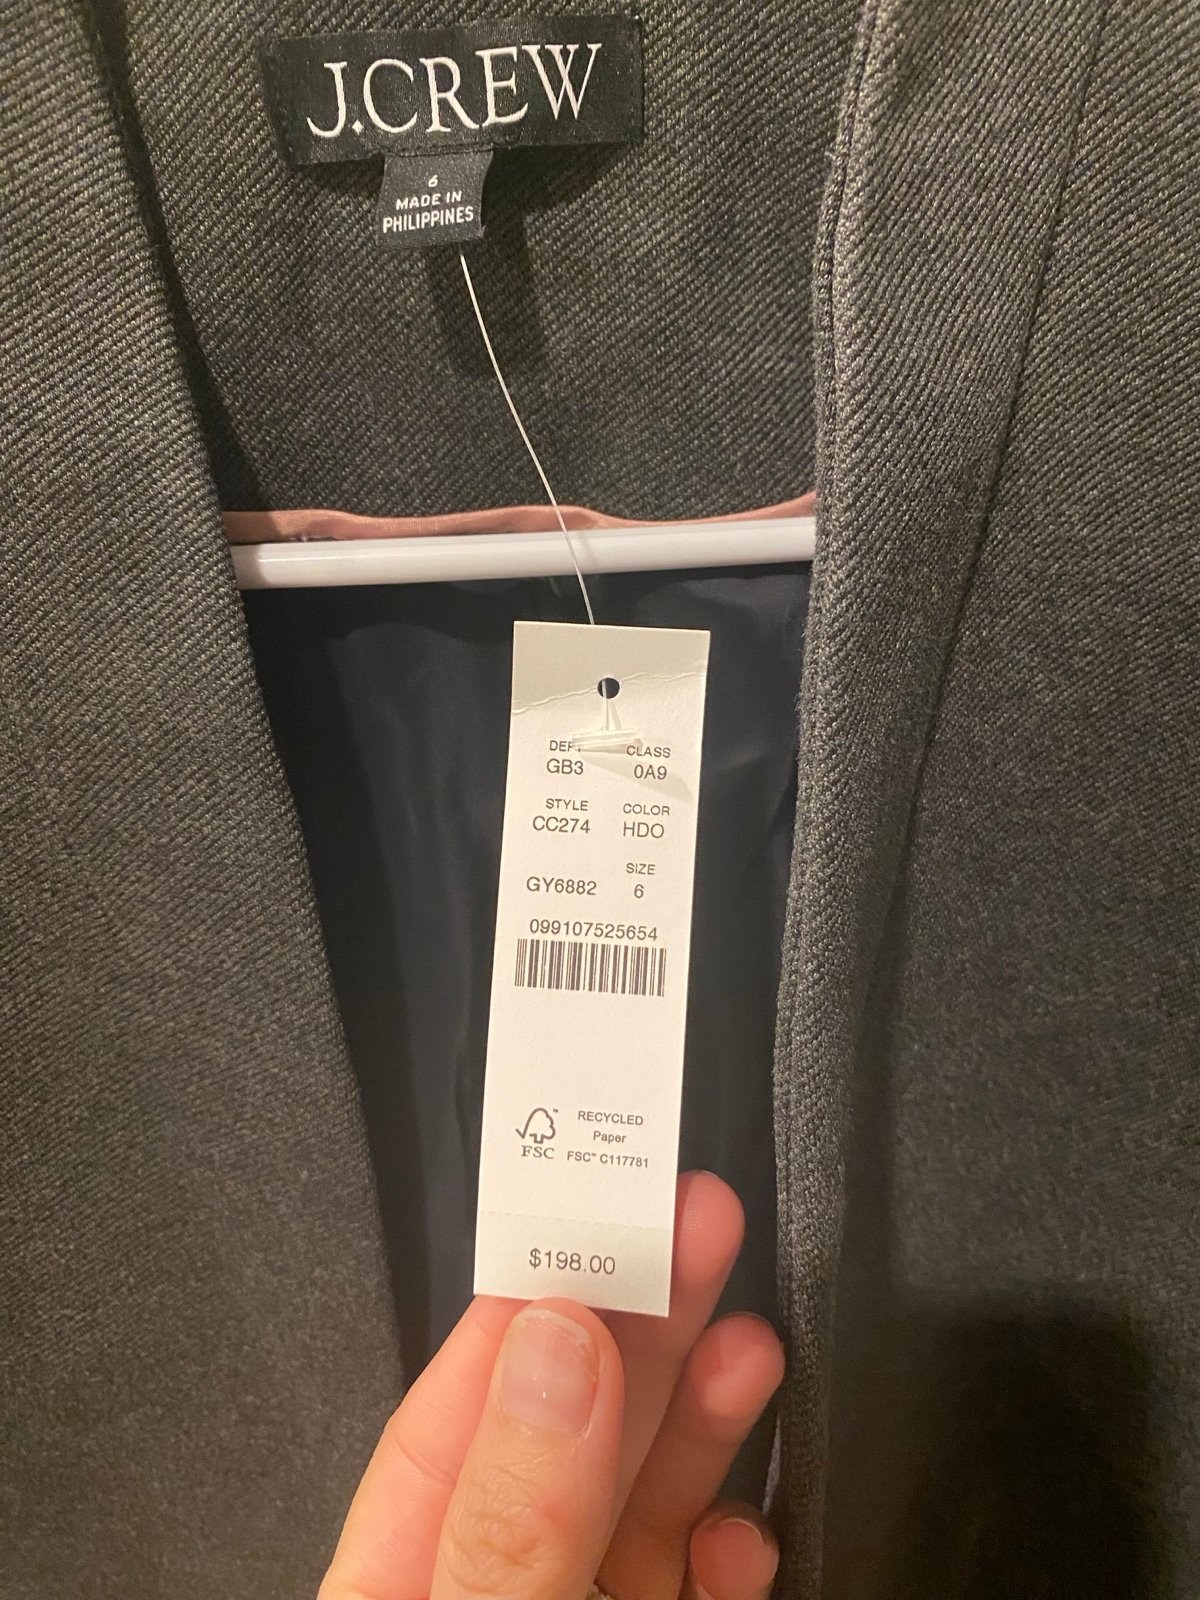 J.CREW
6
MADE IN
PHILIPPINES
DEPT CLASS
GB3 0A9
STYLE COLOR
CC274 HDO
SIZE
GY6882 6
099107525654
RECYCLED
Paper
FSC™ C117781
FSC
$198.00